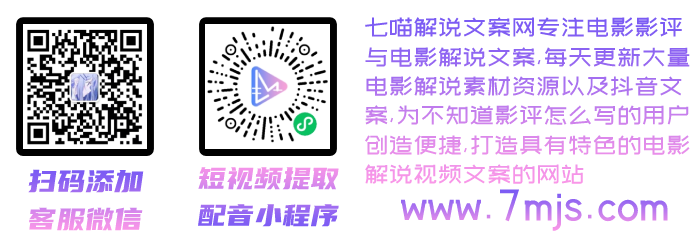 扫码添加
客服微信
短视频提取
配音小程序
七喵解说文案网专注电影影评
与电影解说文案,每天更新大量
电影解说素材资源以及抖音文
案,为不知道影评怎么写的用户
创造便捷,打造具有特色的电影
解说视频文案的网站
www.7mjs.com